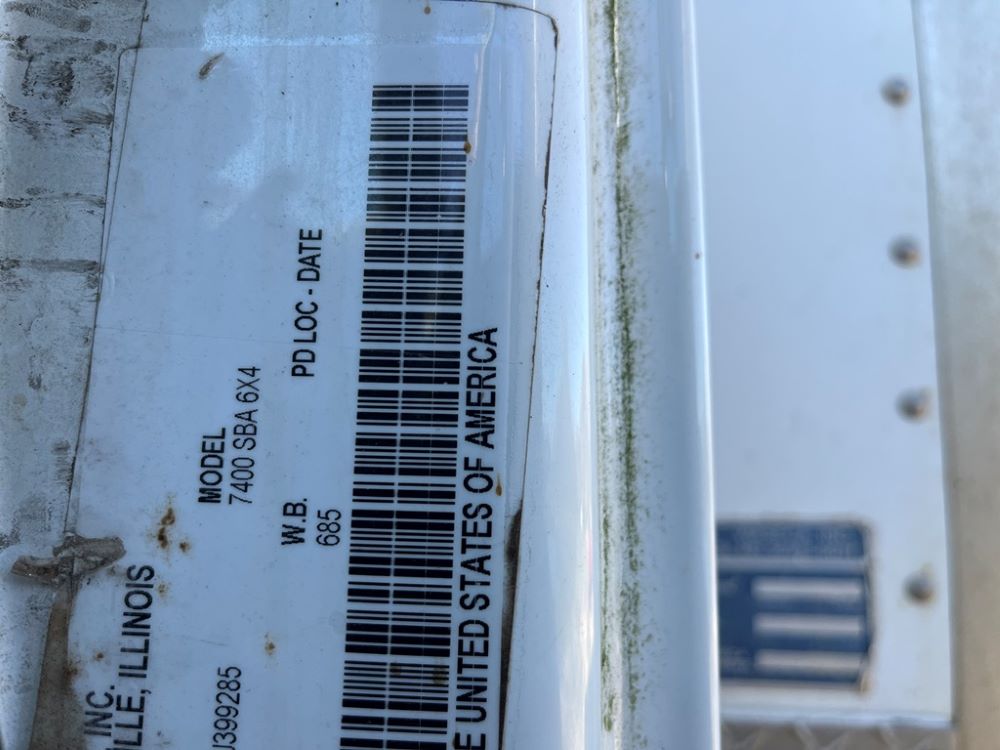 INC.
LLE, ILLINOIS
MODEL
7400 SBA 6X4
J399285
W.B.
685
PD LOC - DATE
E UNITED STATES OF AMERICA